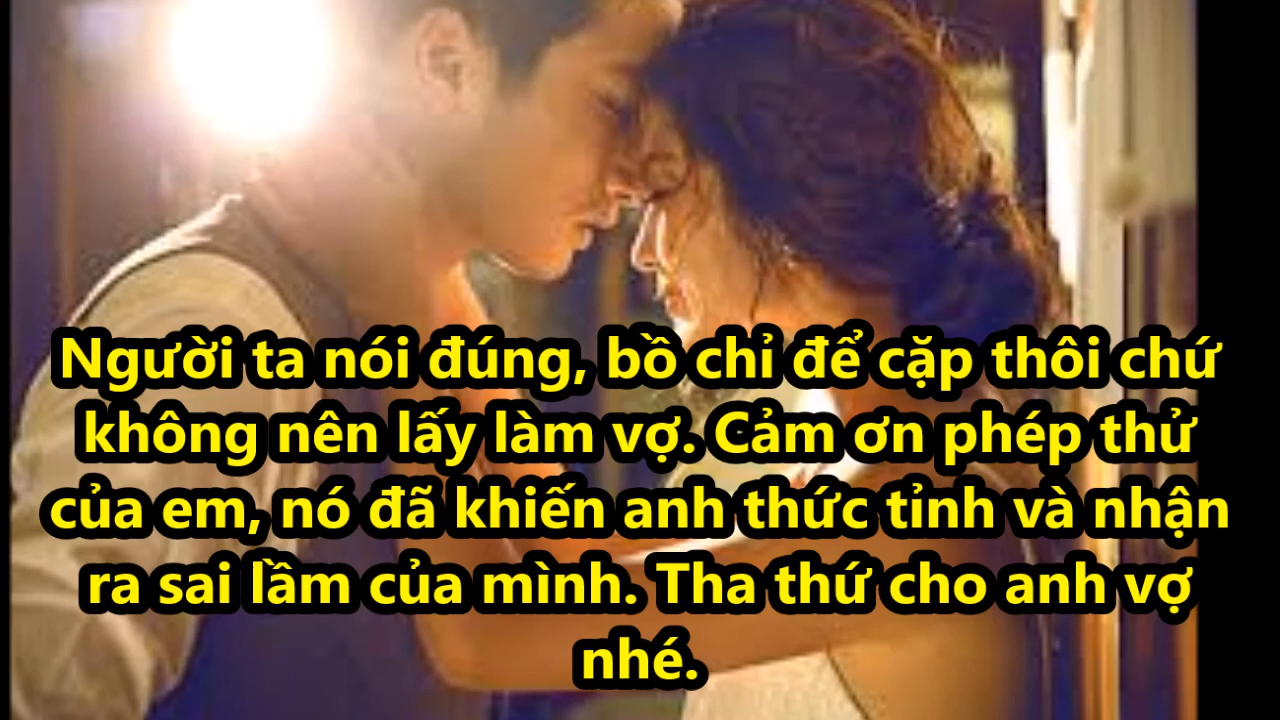 Người ta nói đúng, bồ chỉ để cặp thôi chứ
không nên lấy làm vợ. Cảm ơn phép thử
của em, nó đã khiến anh thức tỉnh và nhận
ra sai lầm của mình. Tha thứ cho anh vợ
nhé.